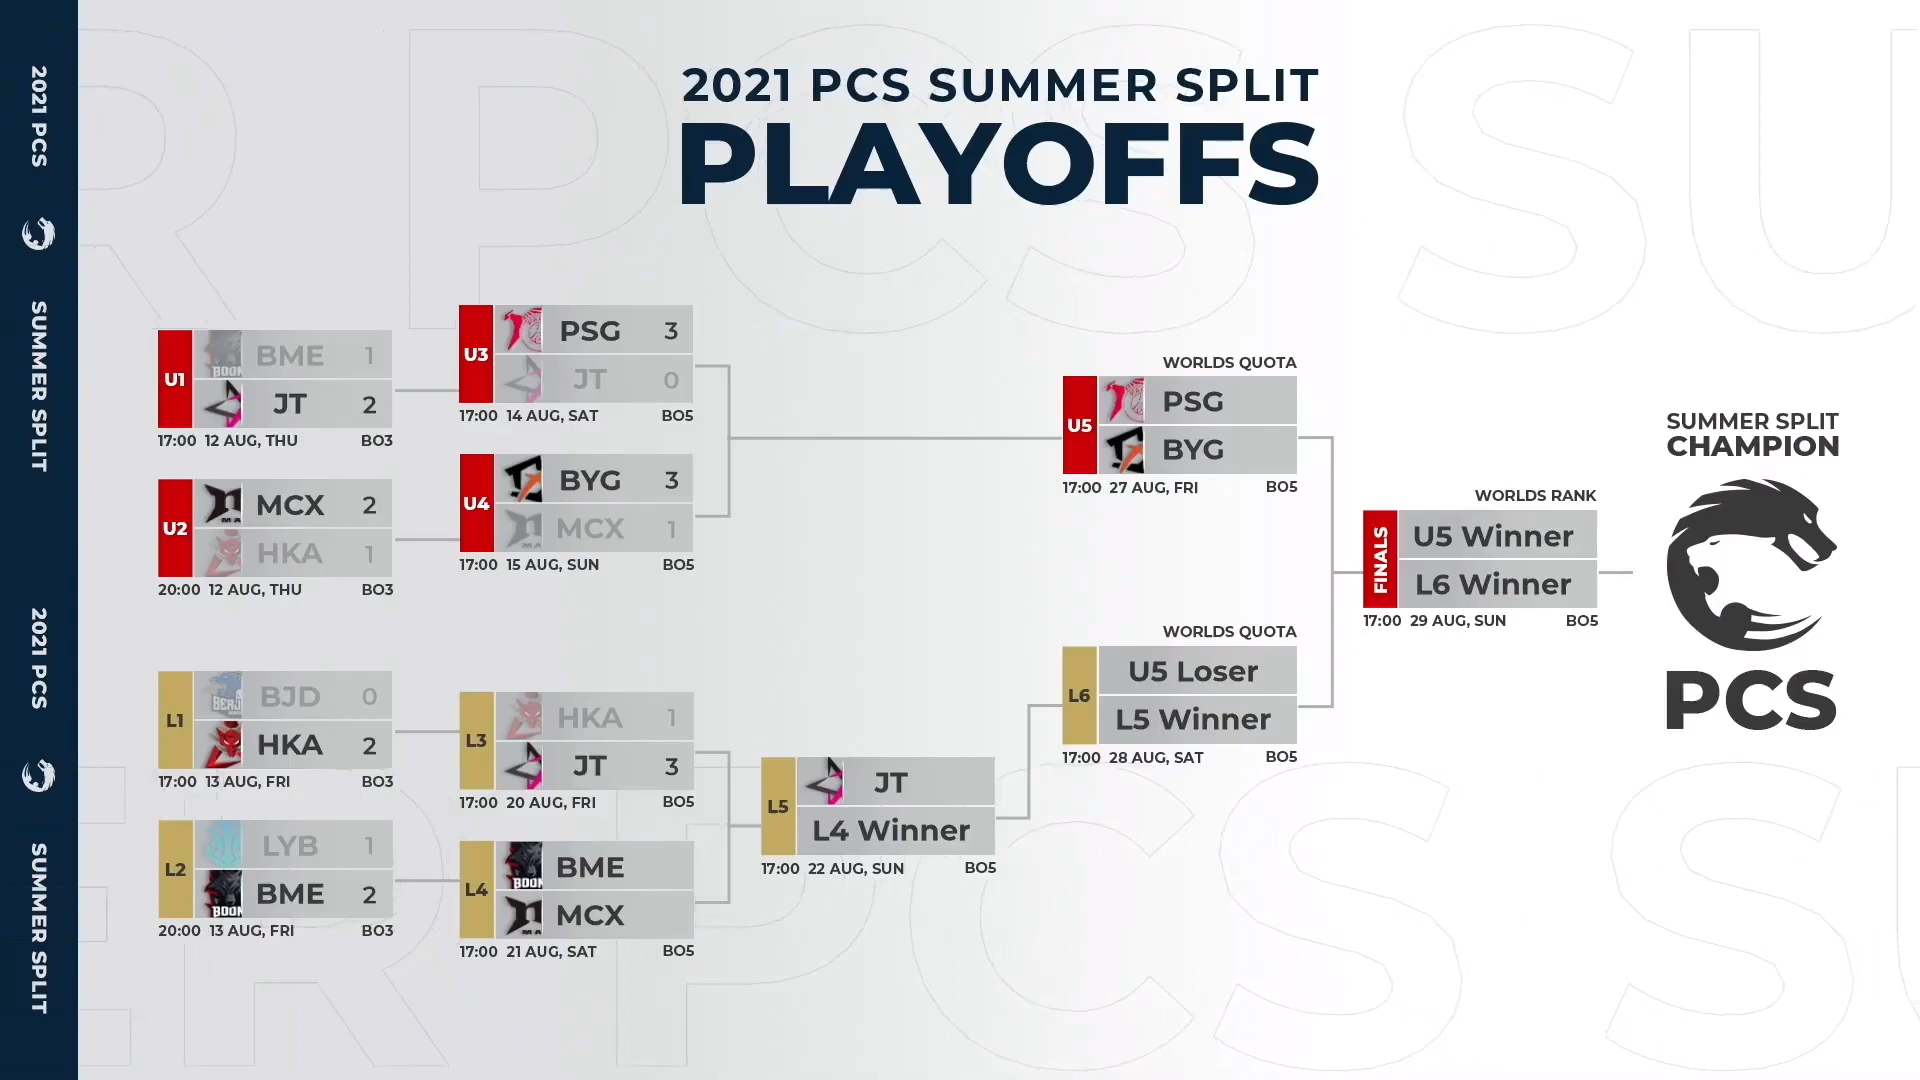 2021 PCS
SUMMER SPLIT
2021 PCS
SUMMER SPLIT
2021 PCS SUMMER SPLIT
PLAYOFFS
U1
BME 1
JT 2
17:00 12 AUG, THU BO3
U2
MCX 2
HKA 1
20:00 12 AUG, THU BO3
U3
PSG 3
JT 0
17:00 14 AUG, SAT BO5
U4
BYG 3
MCX 1
17:00 15 AUG, SUN BO5
WORLDS QUOTA
U5
PSG
BYG
17:00 27 AUG, FRI BO5
L1
BJD 0
HKA 2
17:00 13 AUG, FRI BO3
L2
LYB 1
BME 2
20:00 13 AUG, FRI BO3
L3
HKA 1
JT 3
17:00 20 AUG, FRI BO5
L4
BME
MCX
17:00 21 AUG, SAT BO5
L5
JT
L4 Winner
17:00 22 AUG, SUN BO5
WORLDS QUOTA
L6
U5 Loser
L5 Winner
17:00 28 AUG, SAT BO5
WORLDS RANK
FINALS
U5 Winner
L6 Winner
17:00 29 AUG, SUN BO5
SUMMER SPLIT
CHAMPION
PCS